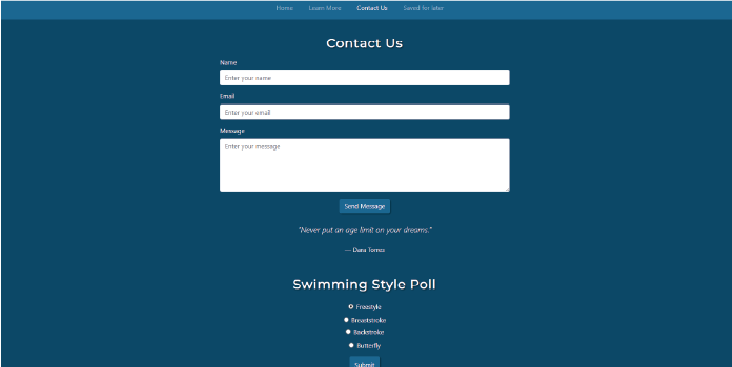 Home Learn More Contact Us Saved for later
Contact Us
Name
Enter your name
Email
Enter your email
Message
Enter your message
Send Message
"Never put an age limit on your dreams."
— Dara Torres
Swimming Style Poll
Freestyle
Breaststroke
Backstroke
Butterfly
Submit